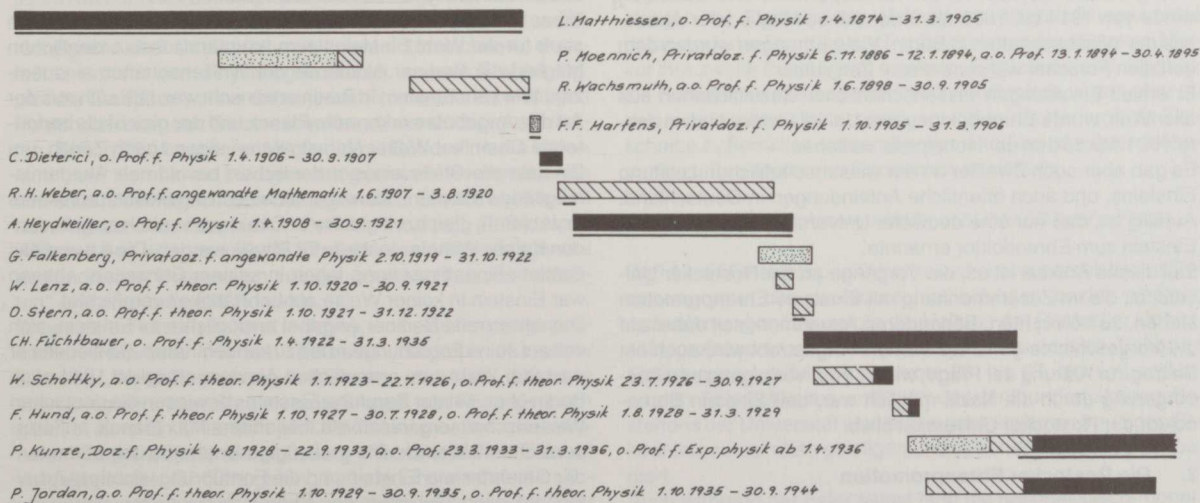 L. Matthiessen, o. Prof. f. Physik 1.4.1874 – 31.3.1905
P. Moennich, Privatdoz. f. Physik 6.11.1886 – 12.1.1894, a.o. Prof. 13.1.1894 – 30.4.1895
R. Wachsmuth, a.o. Prof. f. Physik 1.6.1898 – 30.9.1905
F.F. Martens, Privatdoz. f. Physik 1.10.1905 – 31.3.1906
C. Dieterici, o. Prof. f. Physik 1.4.1906 – 30.9.1907
R.H. Weber, a.o. Prof. f. angewandte Mathematik 1.6.1907 – 3.8.1920
A. Heydweiller, o. Prof. f. Physik 1.4.1908 – 30.9.1921
G. Falkenberg, Privatdoz. f. angewandte Physik 2.10.1919 – 31.10.1922
W. Lenz, a.o. Prof. f. theor. Physik 1.10.1920 – 30.9.1921
O. Stern, a.o. Prof. f. theor. Physik 1.10.1921 – 31.12.1922
CH. Füchtbauer, o. Prof. f. Physik 1.4.1922 – 31.3.1935
W. Schottky, a.o. Prof. f. theor. Physik 1.1.1923 – 22.7.1926, o. Prof. f. theor. Physik 23.7.1926 – 30.9.1927
F. Hund, a.o. Prof. f. theor. Physik 1.10.1927 – 30.7.1928, o. Prof. f. theor. Physik 1.8.1928 – 31.3.1929
P. Kunze, Doz. f. Physik 4.8.1928 – 22.9.1933, a.o. Prof. 23.3.1933 – 31.3.1936, o. Prof. f. Exp. physik ab 1.4.1936
P. Jordan, a.o. Prof. f. theor. Physik 1.10.1929 – 30.9.1935, o. Prof. f. theor. Physik 1.10.1935 – 30.9.1944